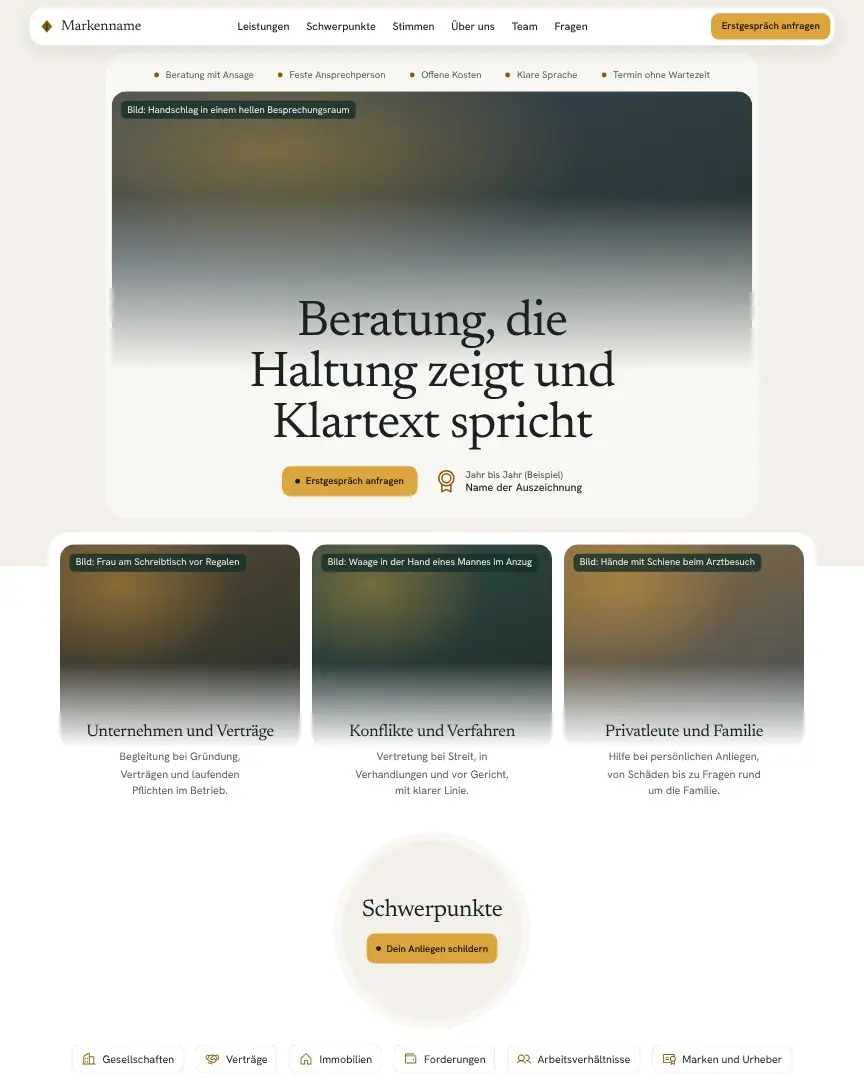 Markenname
Leistungen Schwerpunkte Stimmen Über uns Team Fragen
Erstgespräch anfragen
Beratung mit Ansage Feste Ansprechperson Offene Kosten Klare Sprache Termin ohne Wartezeit
Bild: Handschlag in einem hellen Besprechungsraum
Beratung, die
Haltung zeigt und
Klartext spricht
Erstgespräch anfragen
Jahr bis Jahr (Beispiel)
Name der Auszeichnung
Bild: Frau am Schreibtisch vor Regalen
Unternehmen und Verträge
Begleitung bei Gründung,
Verträgen und laufenden
Pflichten im Betrieb.
Bild: Waage in der Hand eines Mannes im Anzug
Konflikte und Verfahren
Vertretung bei Streit, in
Verhandlungen und vor Gericht,
mit klarer Linie.
Bild: Hände mit Schiene beim Arztbesuch
Privatleute und Familie
Hilfe bei persönlichen Anliegen,
von Schäden bis zu Fragen rund
um die Familie.
Schwerpunkte
Dein Anliegen schildern
Gesellschaften Verträge Immobilien Forderungen Arbeitsverhältnisse Marken und Urheber